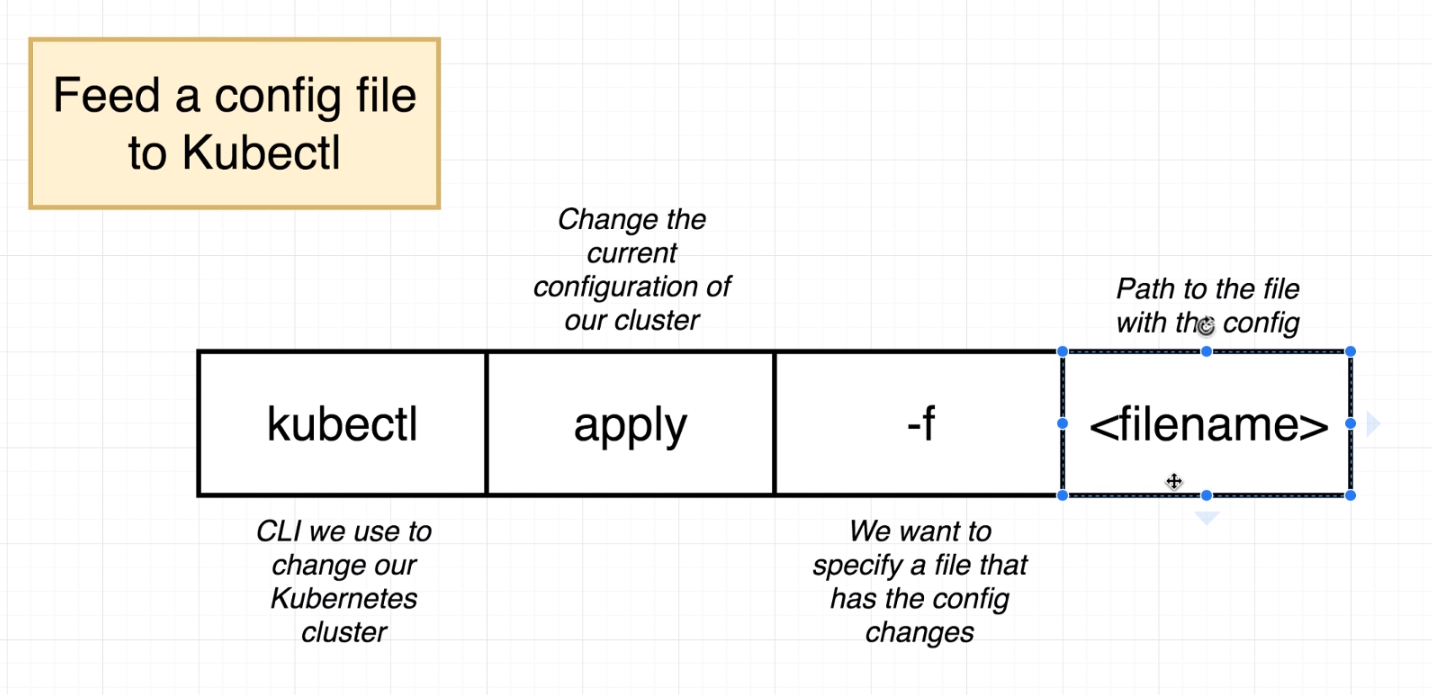 Feed a config file
to Kubectl
Change the
current
configuration of
our cluster
Path to the file
with the config
kubectl
apply
-f
<filename>
CLI we use to
change our
Kubernetes
cluster
We want to
specify a file that
has the config
changes